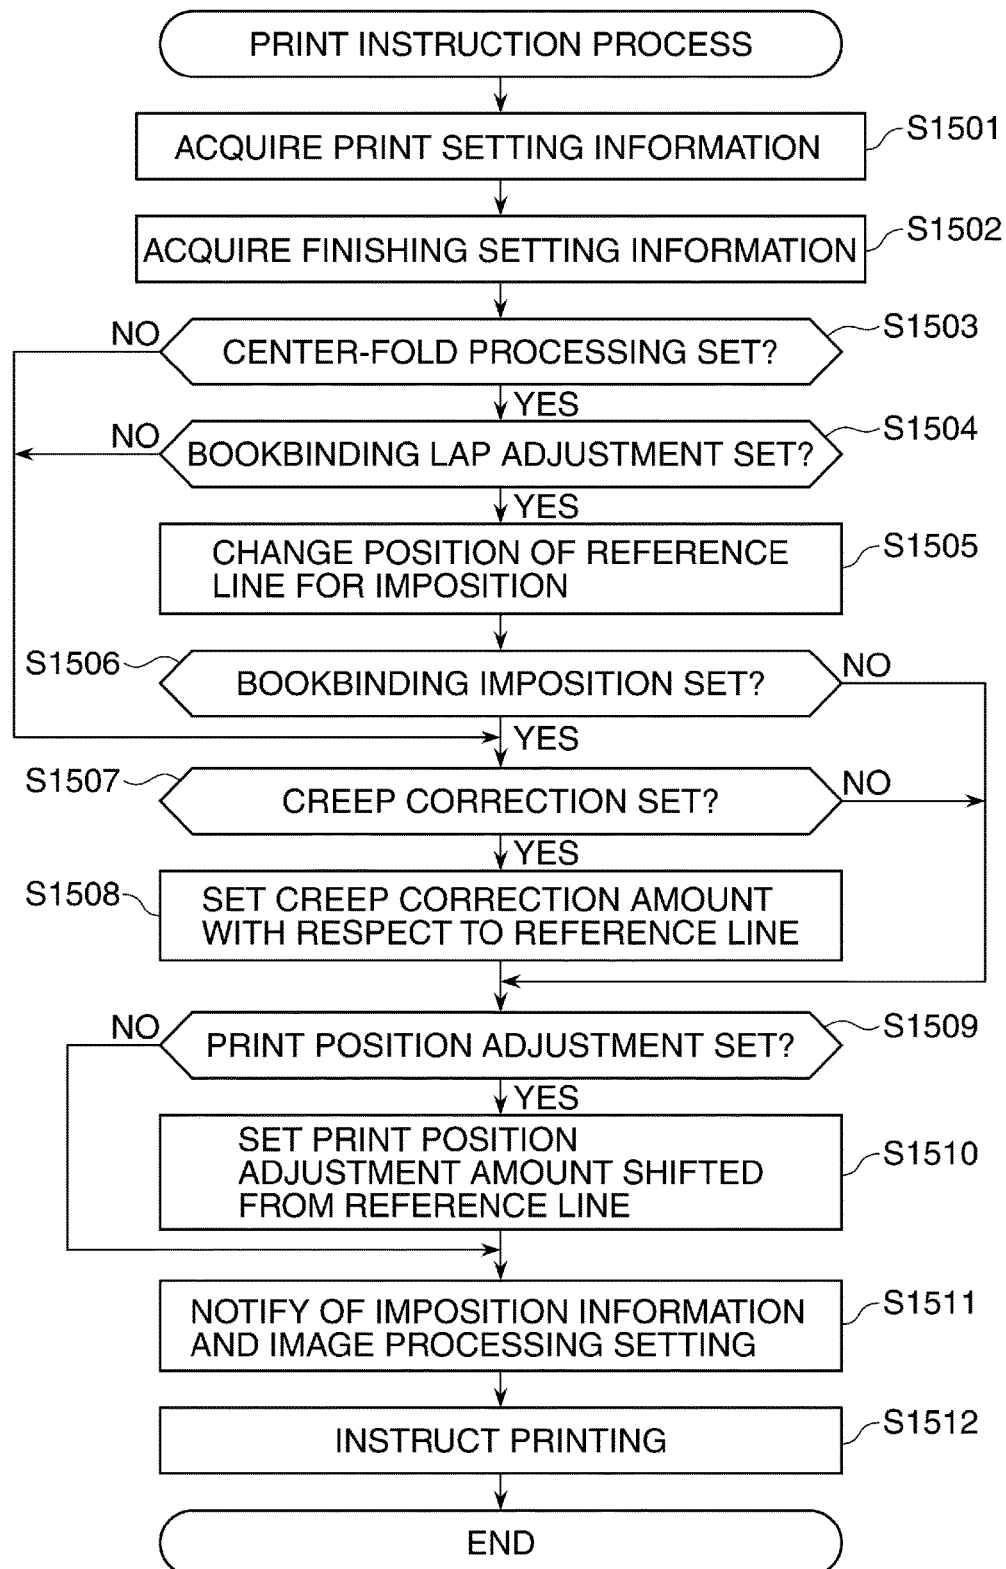 PRINT INSTRUCTION PROCESS
ACQUIRE PRINT SETTING INFORMATION
S1501
ACQUIRE FINISHING SETTING INFORMATION
S1502
NO
CENTER-FOLD PROCESSING SET?
S1503
YES
NO
BOOKBINDING LAP ADJUSTMENT SET?
S1504
YES
CHANGE POSITION OF REFERENCE
LINE FOR IMPOSITION
S1505
S1506
BOOKBINDING IMPOSITION SET?
NO
YES
S1507
CREEP CORRECTION SET?
NO
YES
S1508
SET CREEP CORRECTION AMOUNT
WITH RESPECT TO REFERENCE LINE
NO
PRINT POSITION ADJUSTMENT SET?
S1509
YES
SET PRINT POSITION
ADJUSTMENT AMOUNT SHIFTED
FROM REFERENCE LINE
S1510
NOTIFY OF IMPOSITION INFORMATION
AND IMAGE PROCESSING SETTING
S1511
INSTRUCT PRINTING
S1512
END